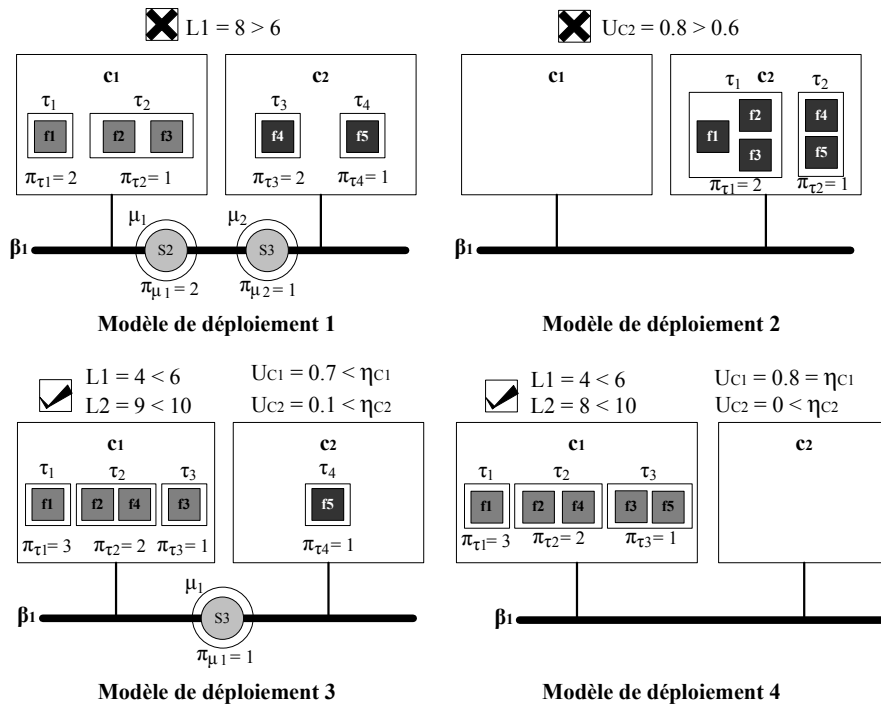 L1 = 8 > 6
c1 c2
τ1 τ2 τ3 τ4
f1 f2 f3 f4 f5
πτ1= 2 πτ2= 1 πτ3= 2 πτ4= 1
μ1 μ2
β1 S2 S3
πμ1= 2 πμ2= 1
Modèle de déploiement 1
UC2 = 0.8 > 0.6
c1 τ1 c2 τ2
f1 f2 f3 f4 f5
πτ1= 2 πτ2= 1
β1
Modèle de déploiement 2
L1 = 4 < 6 UC1 = 0.7 < ηC1
L2 = 9 < 10 UC2 = 0.1 < ηC2
c1 c2
τ1 τ2 τ3 τ4
f1 f2 f4 f3 f5
πτ1= 3 πτ2= 2 πτ3= 1 πτ4= 1
μ1
β1 S3
πμ1= 1
Modèle de déploiement 3
L1 = 4 < 6 UC1 = 0.8 = ηC1
L2 = 8 < 10 UC2 = 0 < ηC2
c1 c2
τ1 τ2 τ3
f1 f2 f4 f3 f5
πτ1= 3 πτ2= 2 πτ3= 1
β1
Modèle de déploiement 4